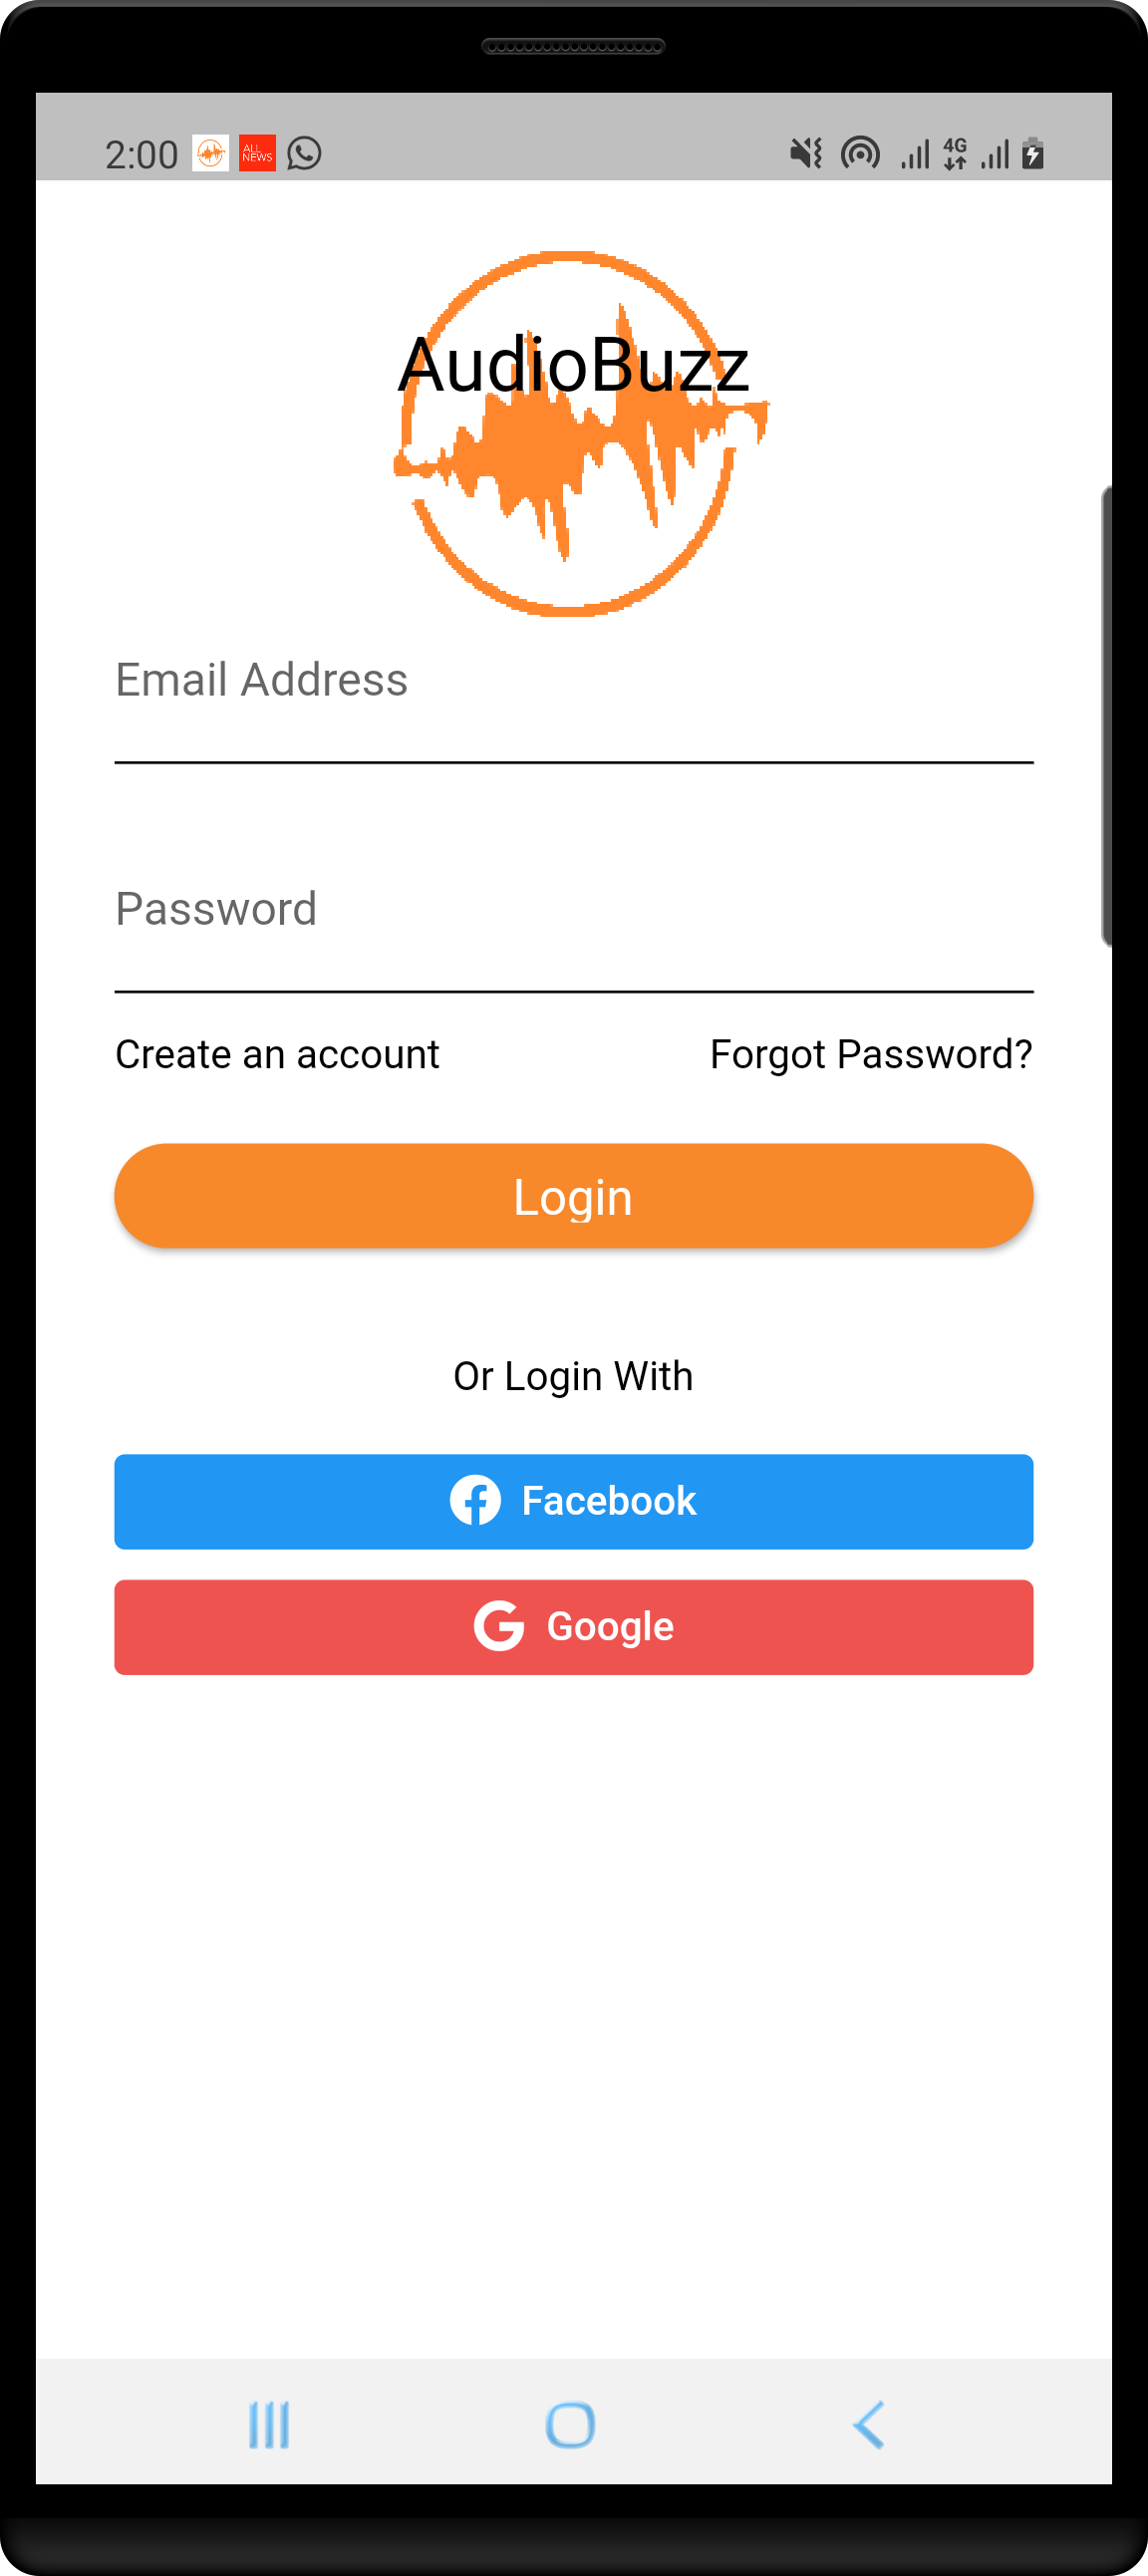 2:00 ALL NEWS 4G
AudioBuzz
Email Address
Password
Create an account Forgot Password?
Login
Or Login With
Facebook
Google